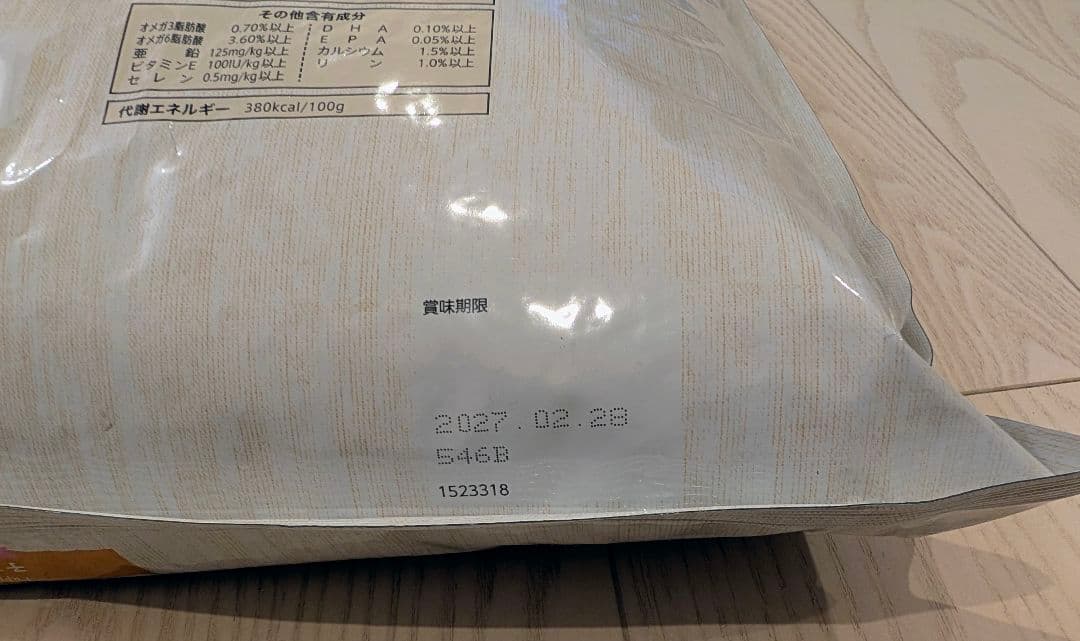 その他含有成分
オメガ3脂肪酸 0.70%以上 DHA 0.10%以上
オメガ6脂肪酸 3.60%以上 EPA 0.05%以上
亜鉛 125mg/kg以上 カルシウム 1.5%以上
ビタミンE 100IU/kg以上 リン 1.0%以上
セレン 0.5mg/kg以上
代謝エネルギー 380kcal/100g
賞味期限
2027.02.28
546B
1523318